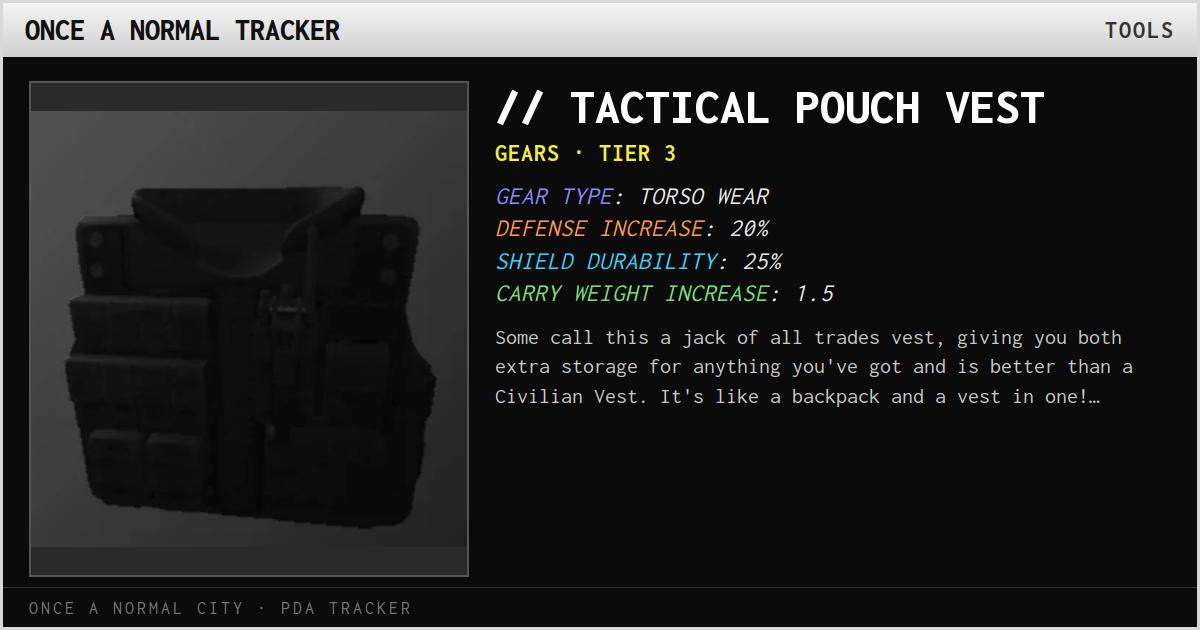 ONCE A NORMAL TRACKER
TOOLS
// TACTICAL POUCH VEST
GEARS · TIER 3
GEAR TYPE: TORSO WEAR
DEFENSE INCREASE: 20%
SHIELD DURABILITY: 25%
CARRY WEIGHT INCREASE: 1.5
Some call this a jack of all trades vest, giving you both
extra storage for anything you've got and is better than a
Civilian Vest. It's like a backpack and a vest in one!…
ONCE A NORMAL CITY · PDA TRACKER